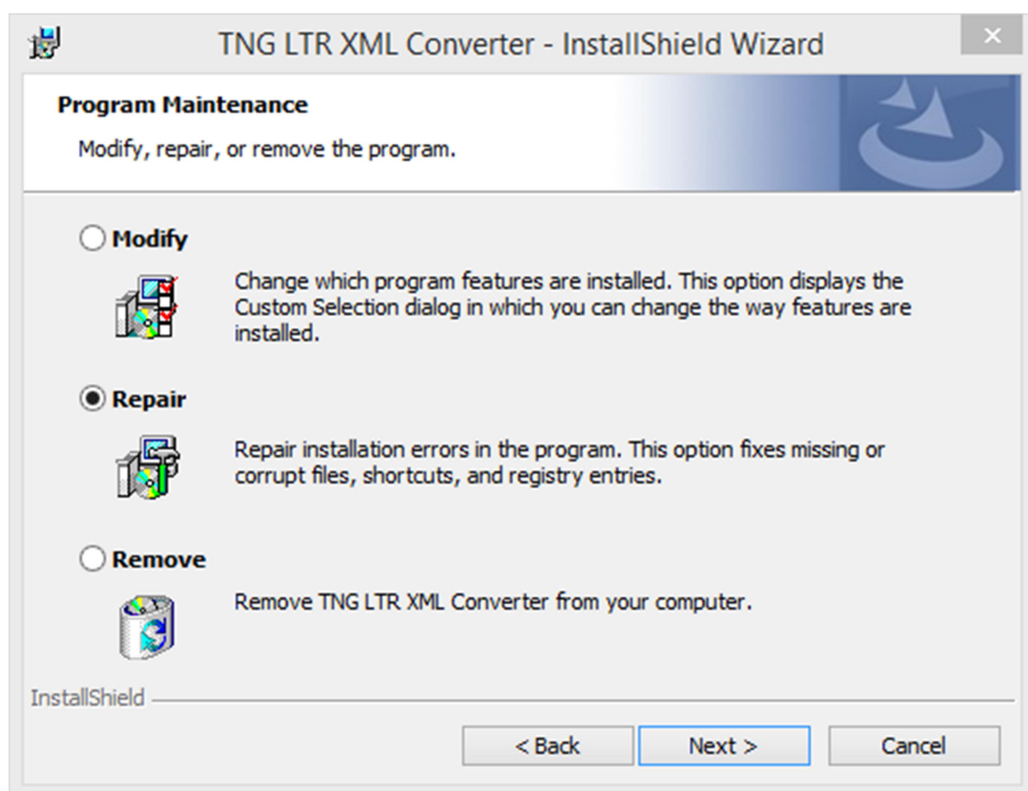 TNG LTR XML Converter - InstallShield Wizard
Program Maintenance
Modify, repair, or remove the program.
Modify
Change which program features are installed. This option displays the
Custom Selection dialog in which you can change the way features are
installed.
Repair
Repair installation errors in the program. This option fixes missing or
corrupt files, shortcuts, and registry entries.
Remove
Remove TNG LTR XML Converter from your computer.
InstallShield
< Back
Next >
Cancel